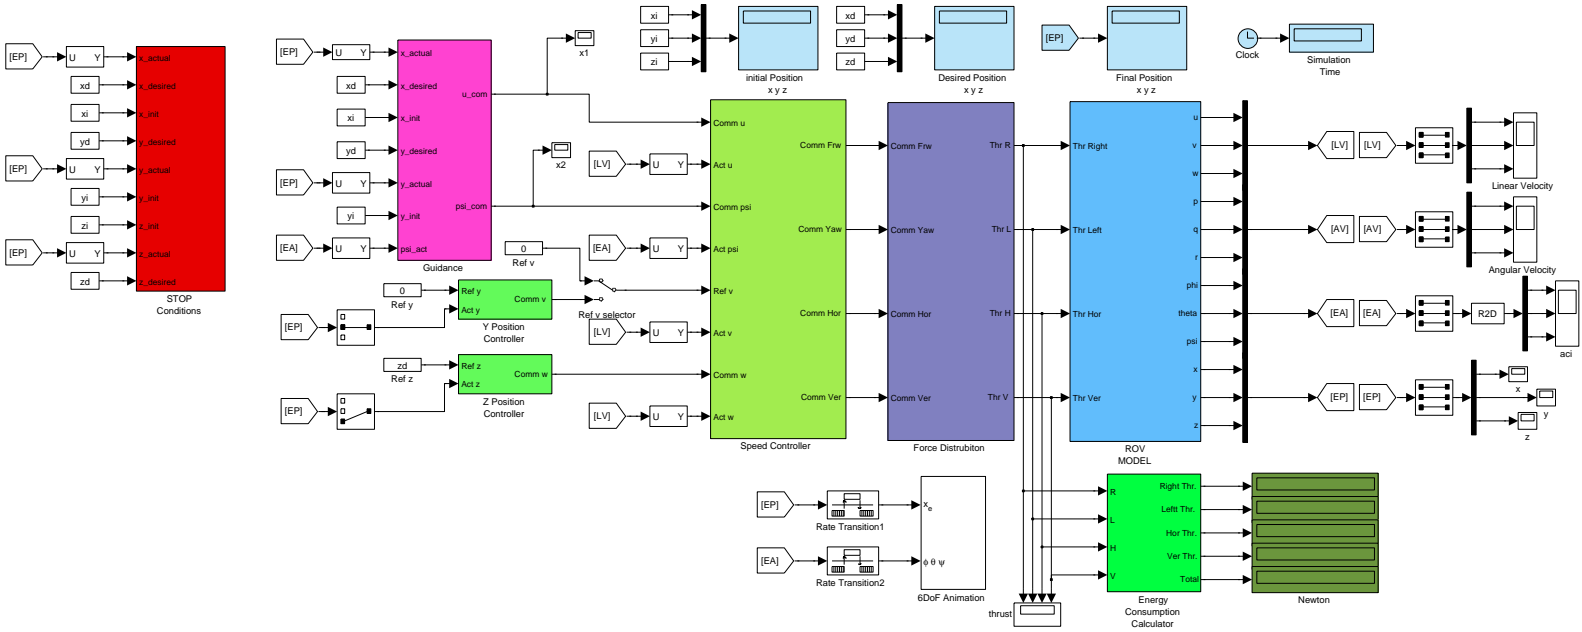 [EP]
U Y
x_actual
xd
x_desired
xi
x_init
yd
y_desired
[EP]
U Y
y_actual
yi
y_init
zi
z_init
[EP]
U Y
z_actual
zd
z_desired
STOP
Conditions
[EP]
U Y
x_actual
xd
x_desired
xi
x_init
yd
y_desired
[EP]
U Y
y_actual
yi
y_init
[EA]
U Y
psi_act
u_com
psi_com
Guidance
x1
x2
0
Ref v
Ref v selector
0
Ref y
[EP]
Ref y
Act y
Comm v
Y Position
Controller
zd
Ref z
[EP]
Ref z
Act z
Comm w
Z Position
Controller
xi
yi
zi
initial Position
x y z
xd
yd
zd
Desired Position
x y z
[EP]
Final Position
x y z
Clock
Simulation
Time
[LV]
U Y
[EA]
U Y
[LV]
U Y
[LV]
U Y
Comm u
Act u
Comm psi
Act psi
Ref v
Act v
Comm w
Act w
Comm Frw
Comm Yaw
Comm Hor
Comm Ver
Speed Controller
Comm Frw
Comm Yaw
Comm Hor
Comm Ver
Thr R
Thr L
Thr H
Thr V
Force Distrubiton
Thr Right
Thr Left
Thr Hor
Thr Ver
u
v
w
p
q
r
phi
theta
psi
x
y
z
ROV
MODEL
[LV]
[LV]
Linear Velocity
[AV]
[AV]
Angular Velocity
[EA]
[EA]
R2D
aci
[EP]
[EP]
x
y
z
[EP]
Rate Transition1
[EA]
Rate Transition2
xe
ϕ θ ψ
6DoF Animation
thrust
R
L
H
V
Right Thr.
Leftt Thr.
Hor Thr.
Ver Thr.
Total
Energy
Consumption
Calculator
Newton